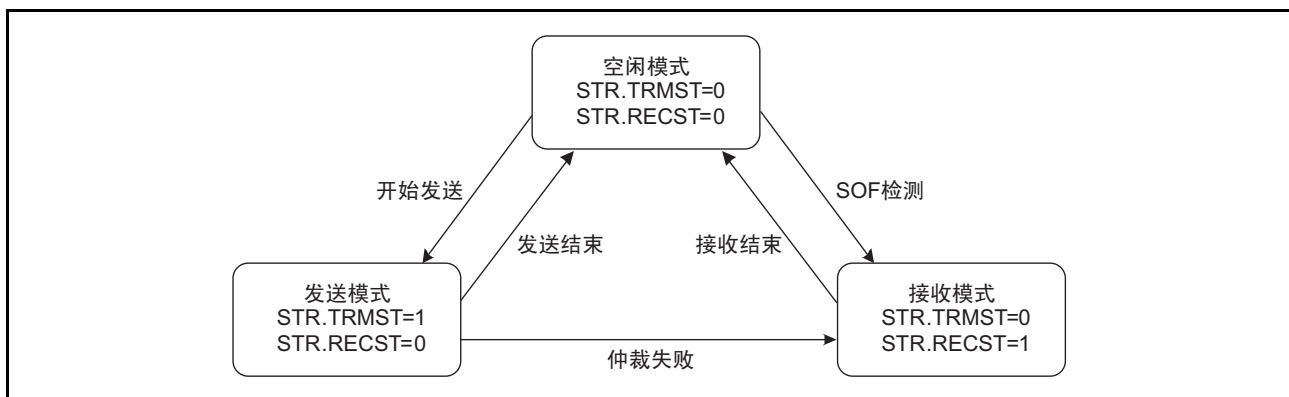 空闲模式
STR.TRMST=0
STR.RECST=0
开始发送
SOF检测
发送结束
接收结束
发送模式
STR.TRMST=1
STR.RECST=0
接收模式
STR.TRMST=0
STR.RECST=1
仲裁失败